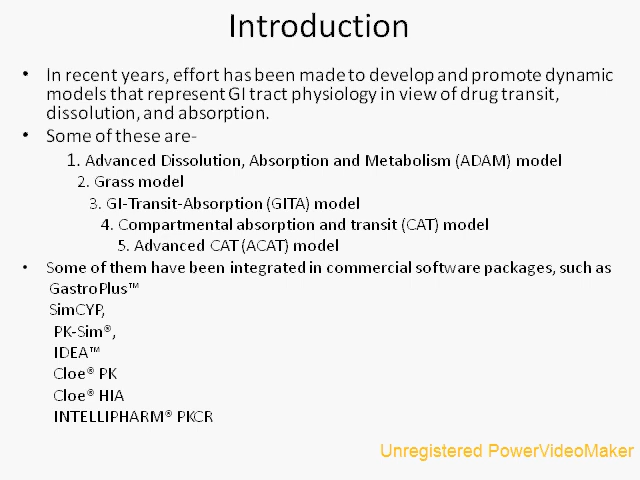 Introduction
• In recent years, effort has been made to develop and promote dynamic
models that represent GI tract physiology in view of drug transit,
dissolution, and absorption.
• Some of these are-
1. Advanced Dissolution, Absorption and Metabolism (ADAM) model
2. Grass model
3. GI-Transit-Absorption (GITA) model
4. Compartmental absorption and transit (CAT) model
5. Advanced CAT (ACAT) model
• Some of them have been integrated in commercial software packages, such as
GastroPlus™
SimCYP,
PK-Sim®,
IDEA™
Cloe® PK
Cloe® HIA
INTELLIPHARM® PKCR
Unregistered PowerVideoMaker